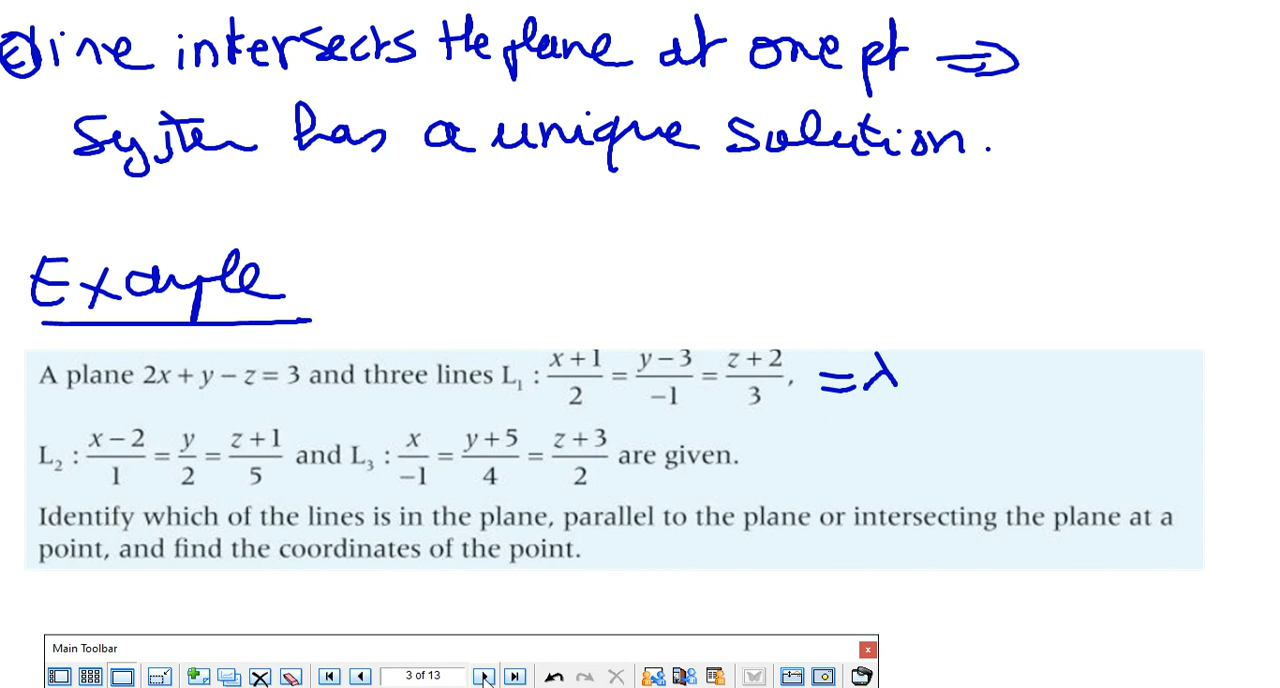 ② line intersects the plane at one pt ⇒
System has a unique solution.
Example
A plane 2x + y − z = 3 and three lines L₁ : (x + 1)/2 = (y − 3)/−1 = (z + 2)/3, = λ
L₂ : (x − 2)/1 = y/2 = (z + 1)/5 and L₃ : x/−1 = (y + 5)/4 = (z + 3)/2 are given.
Identify which of the lines is in the plane, parallel to the plane or intersecting the plane at a
point, and find the coordinates of the point.
Main Toolbar
x
3 of 13